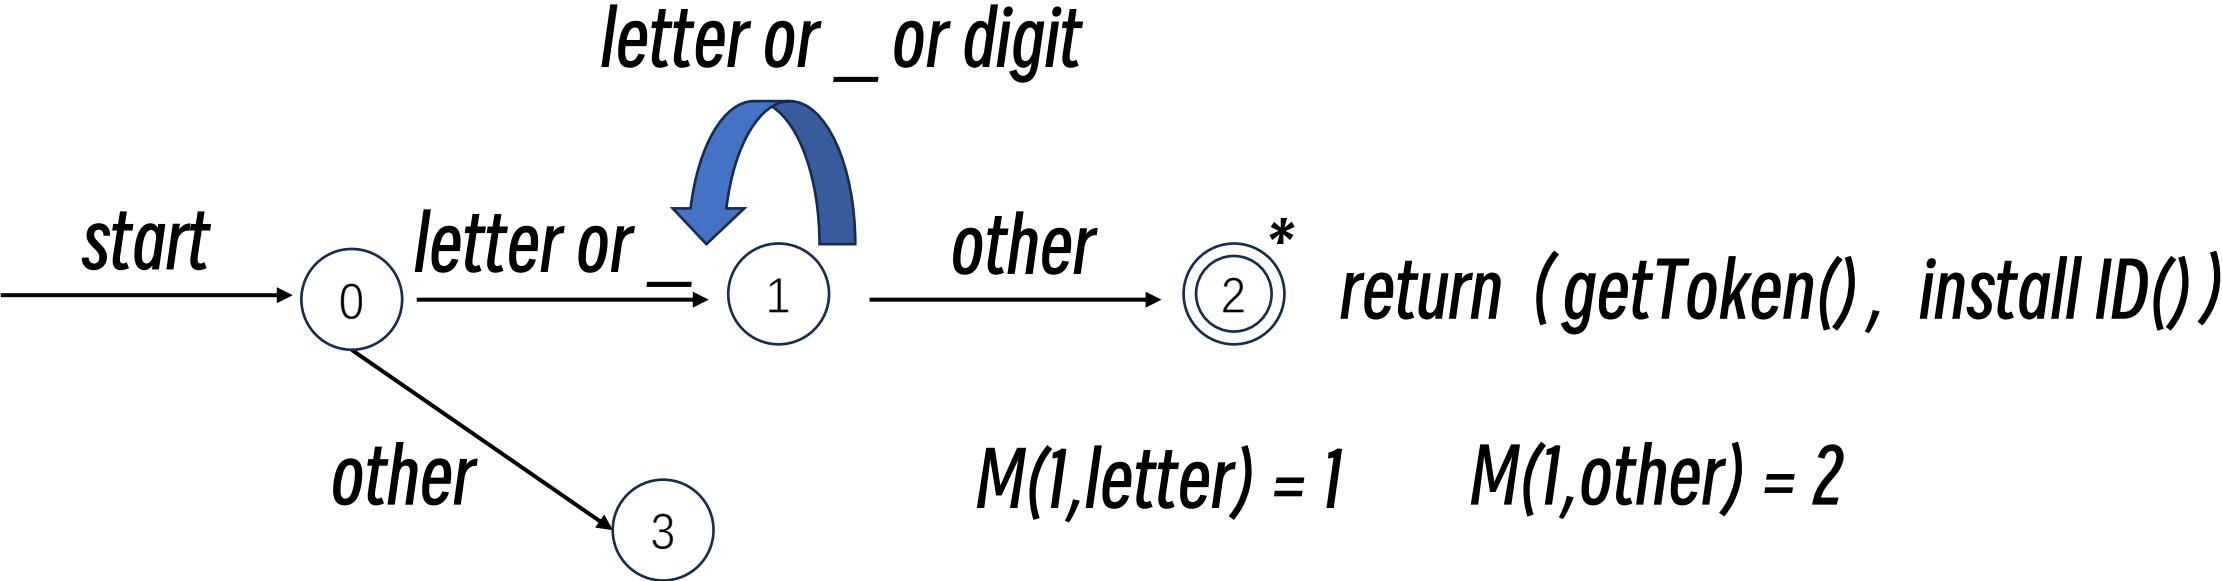 letter or _ or digit
start
letter or _
other
*
0
1
2
return (getToken(), install ID())
other
M(1,letter) = 1
M(1,other) = 2
3